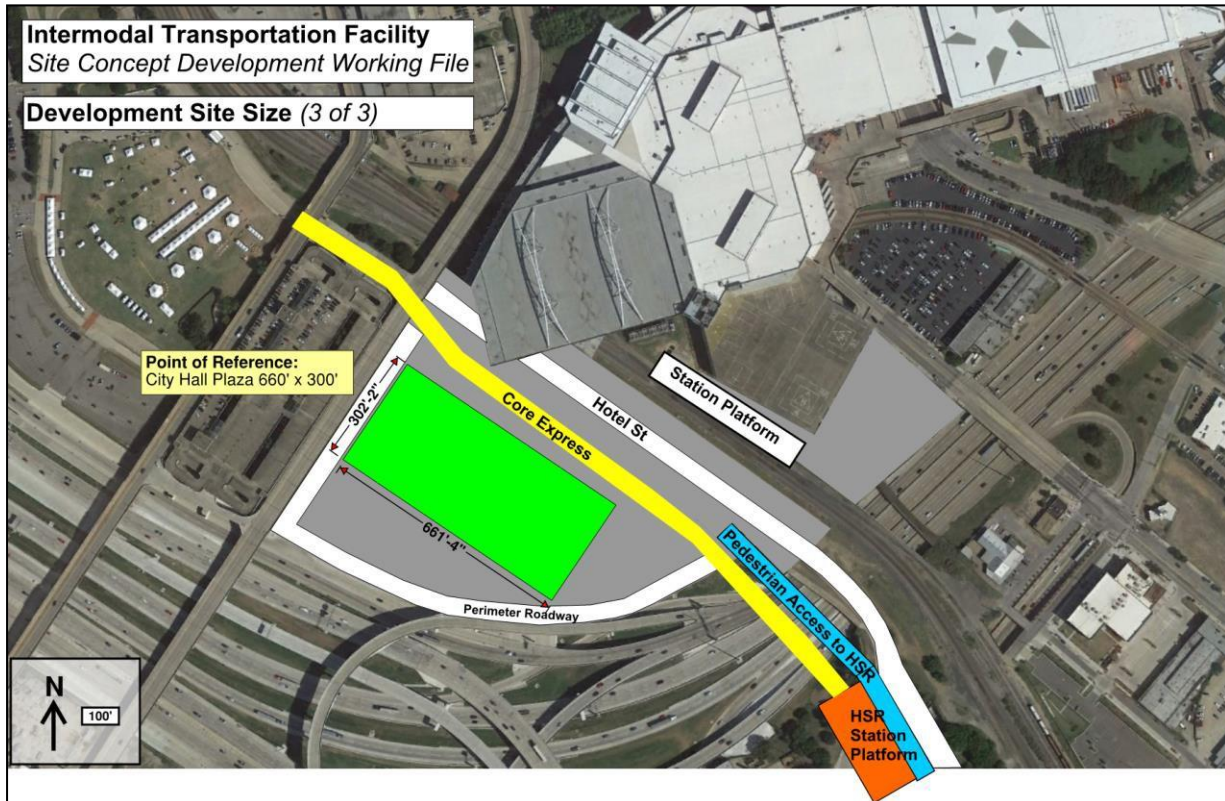 Intermodal Transportation Facility
Site Concept Development Working File
Development Site Size (3 of 3)
Point of Reference:
City Hall Plaza 660' x 300'
302'-2"
661'-4"
Core Express
Hotel St
Station Platform
Pedestrian Access to HSR
Perimeter Roadway
HSR
Station
Platform
N
100'